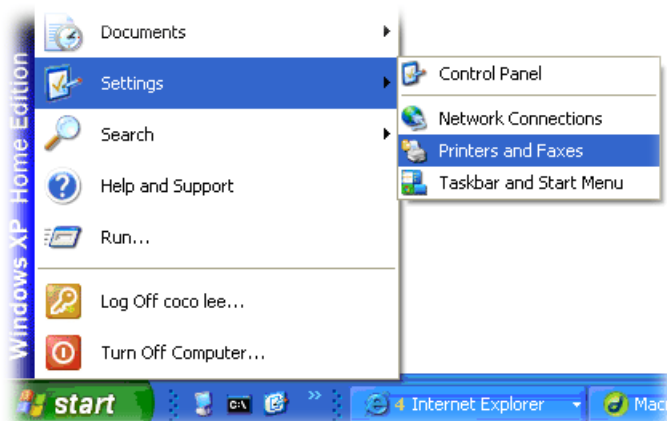 Documents
Settings
Search
Help and Support
Run...
Log Off coco lee...
Turn Off Computer...
Control Panel
Network Connections
Printers and Faxes
Taskbar and Start Menu
Windows XP Home Edition
start
C:\
»
4 Internet Explorer
Mac